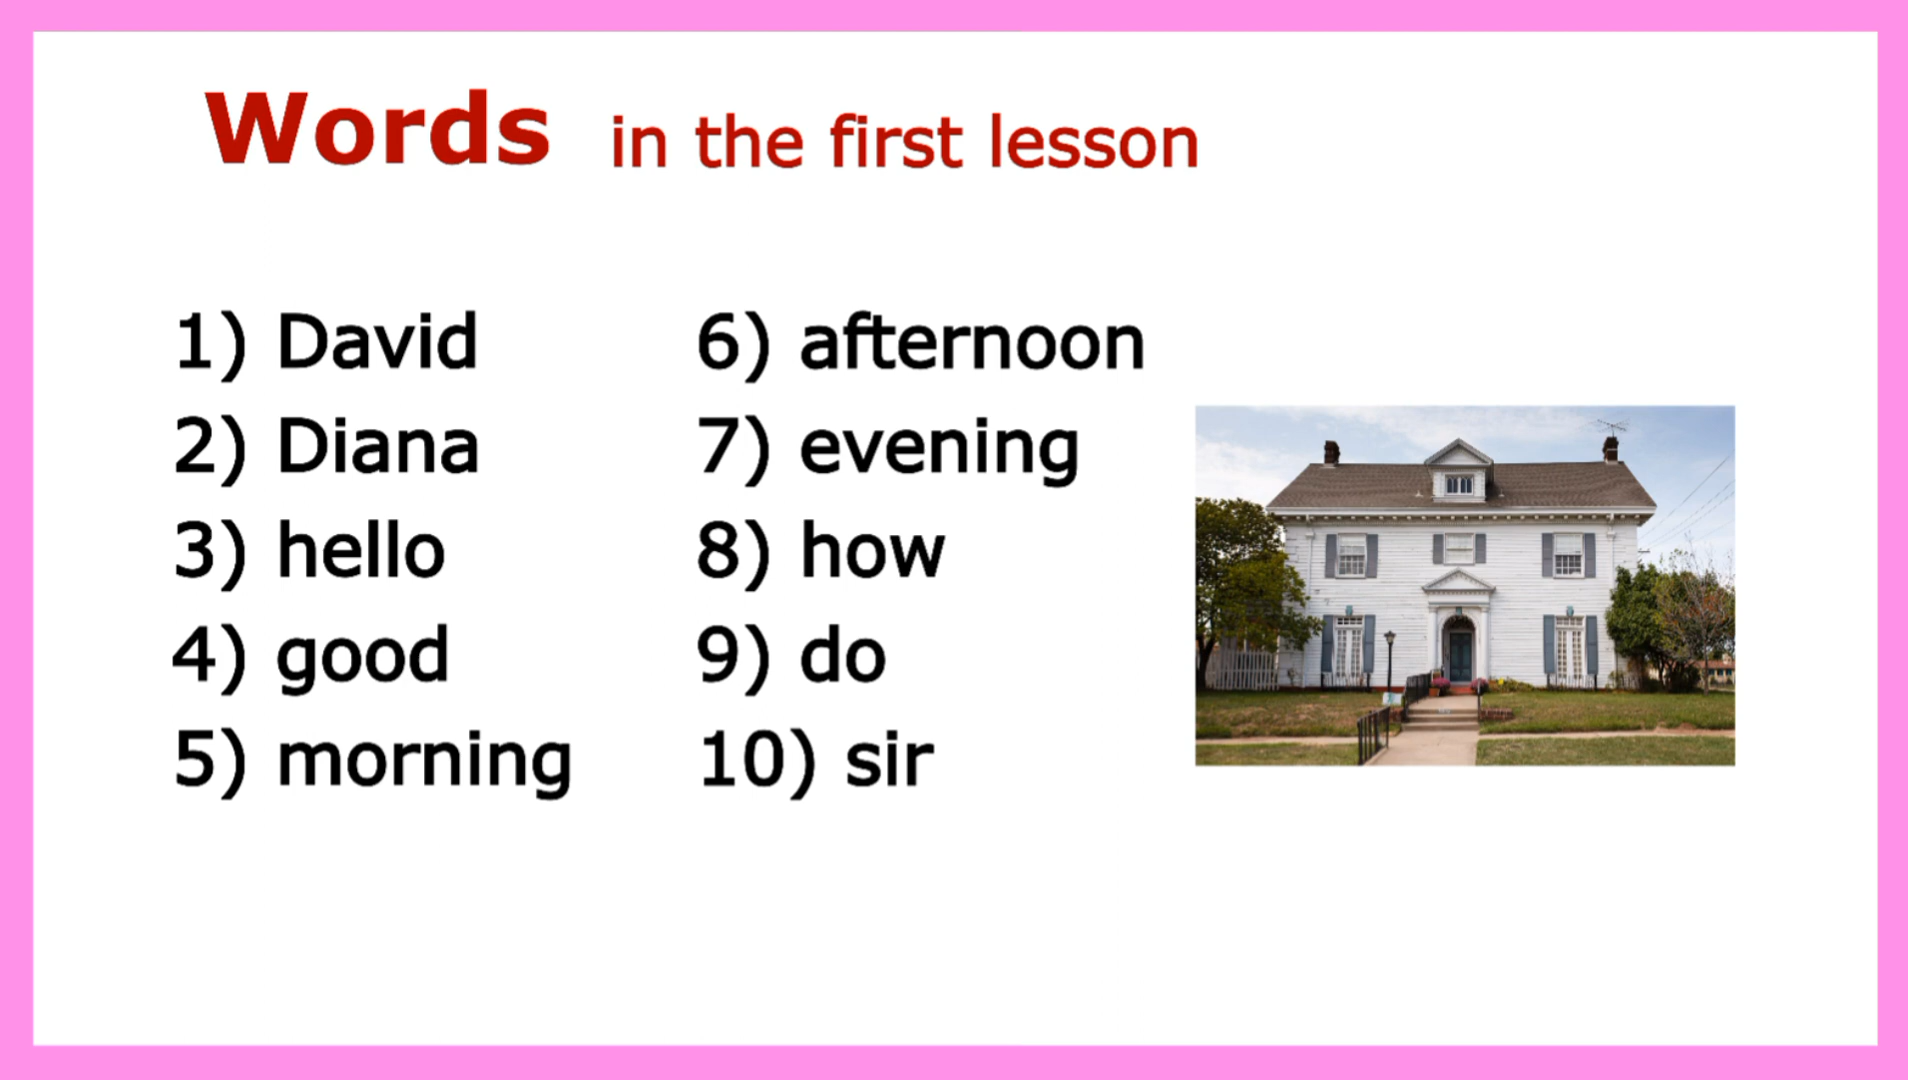 Words in the first lesson
1) David
2) Diana
3) hello
4) good
5) morning
6) afternoon
7) evening
8) how
9) do
10) sir